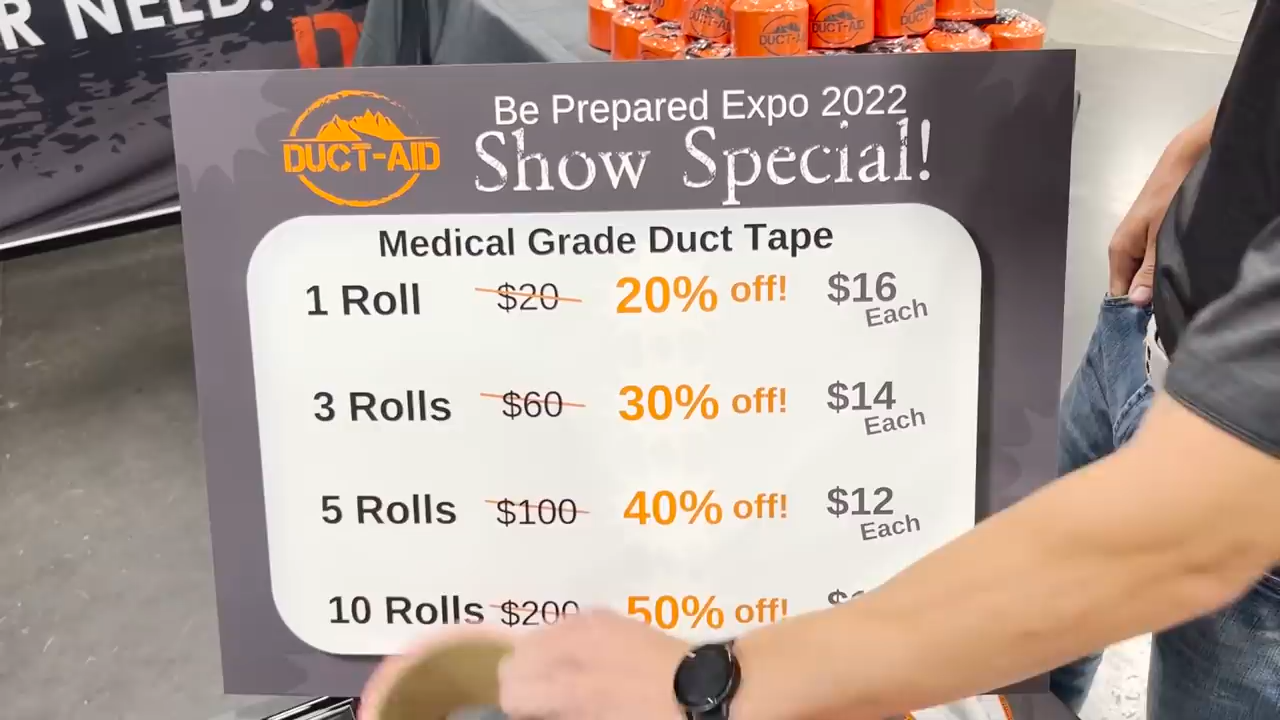 R NEED.
DUCT-AID
Be Prepared Expo 2022
Show Special!
Medical Grade Duct Tape
1 Roll $20 20% off! $16 Each
3 Rolls $60 30% off! $14 Each
5 Rolls $100 40% off! $12 Each
10 Rolls $200 50% off!